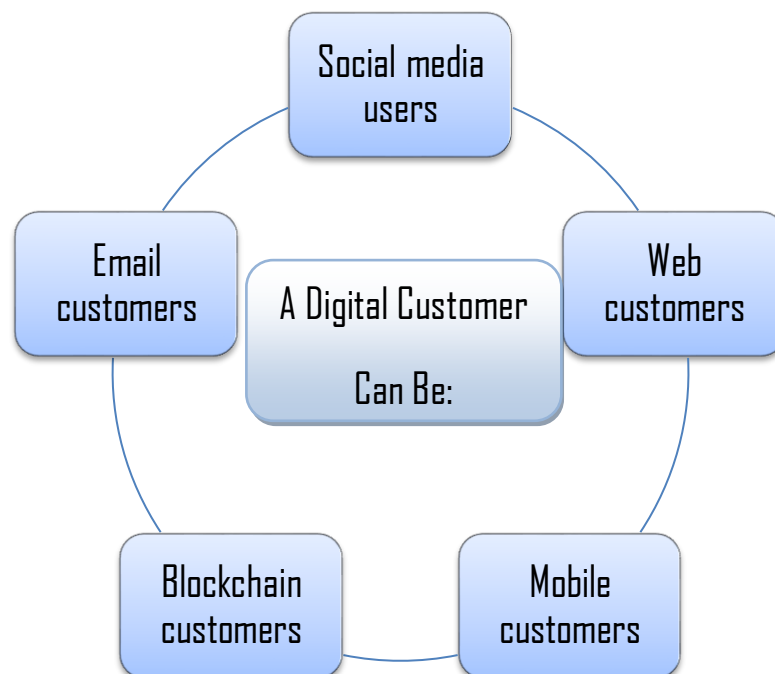 Social media
users
Email
customers
Web
customers
A Digital Customer
Can Be:
Blockchain
customers
Mobile
customers